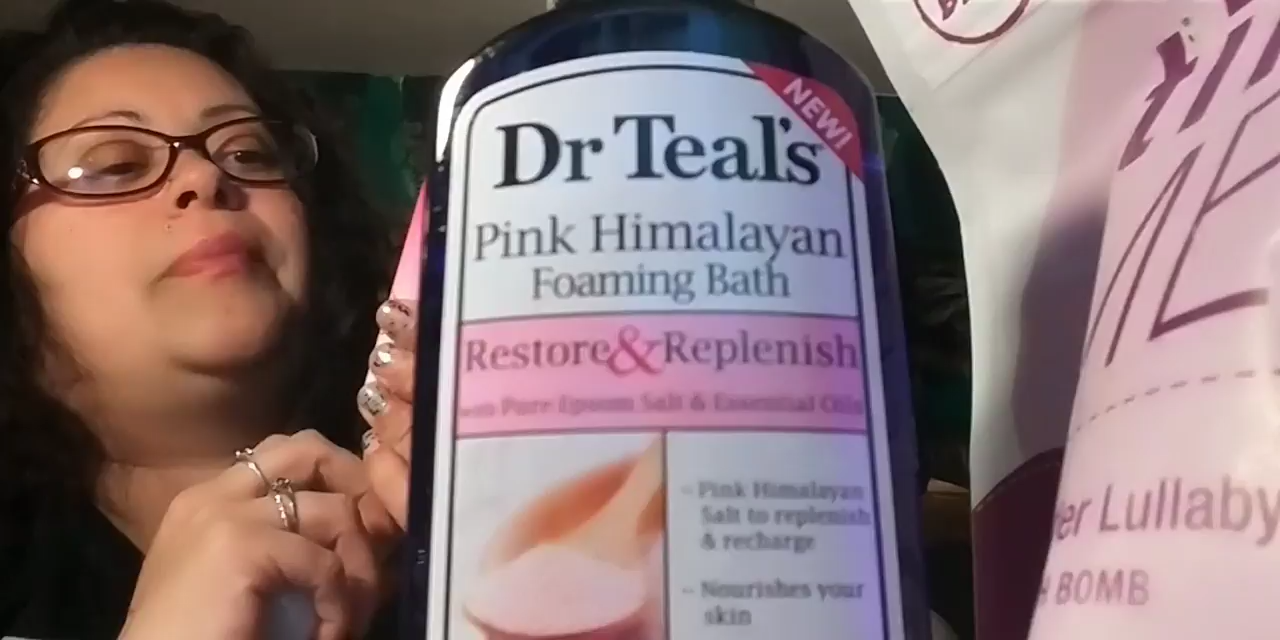 NEW!
Dr Teal's
Pink Himalayan
Foaming Bath
Restore & Replenish
with Pure Epsom Salt & Essential Oils
- Pink Himalayan
Salt to replenish
& recharge
- Nourishes your
skin
Lullaby
BOMB